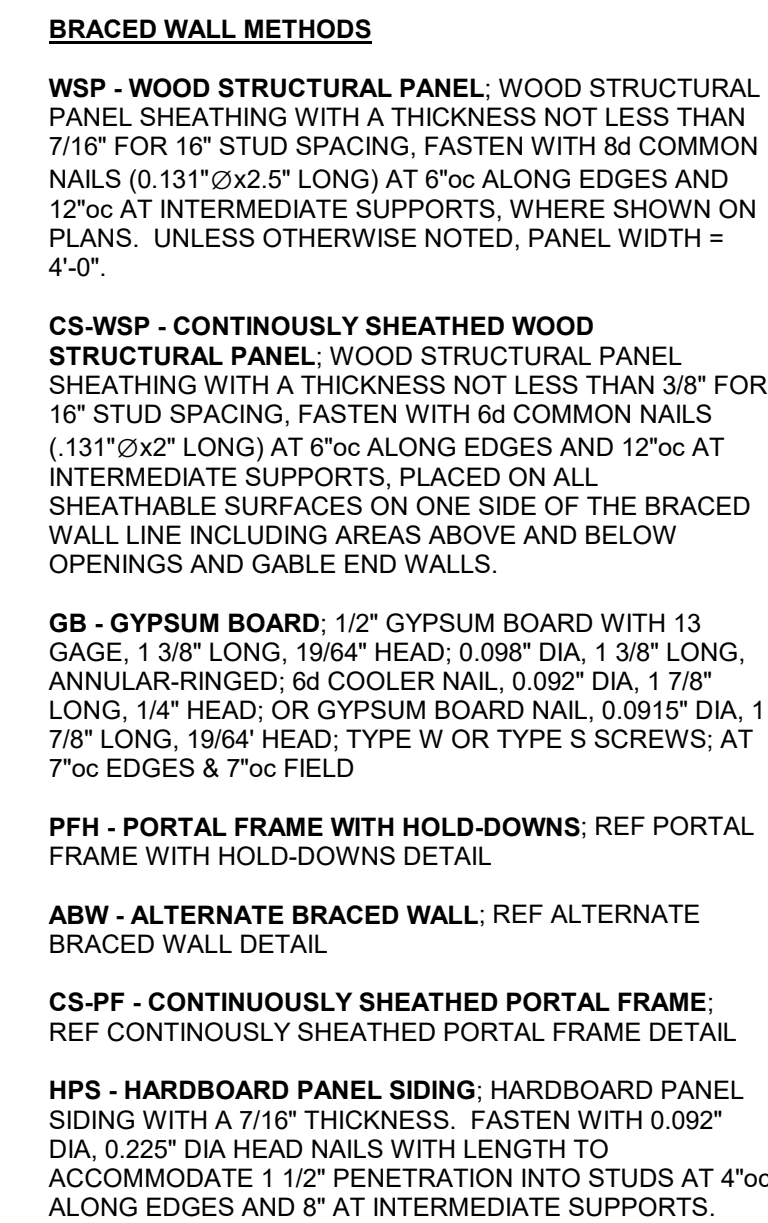 BRACED WALL METHODS
WSP - WOOD STRUCTURAL PANEL; WOOD STRUCTURAL
PANEL SHEATHING WITH A THICKNESS NOT LESS THAN
7/16" FOR 16" STUD SPACING, FASTEN WITH 8d COMMON
NAILS (0.131"∅x2.5" LONG) AT 6"oc ALONG EDGES AND
12"oc AT INTERMEDIATE SUPPORTS, WHERE SHOWN ON
PLANS.  UNLESS OTHERWISE NOTED, PANEL WIDTH =
4'-0".
CS-WSP - CONTINOUSLY SHEATHED WOOD
STRUCTURAL PANEL; WOOD STRUCTURAL PANEL
SHEATHING WITH A THICKNESS NOT LESS THAN 3/8" FOR
16" STUD SPACING, FASTEN WITH 6d COMMON NAILS
(.131"∅x2" LONG) AT 6"oc ALONG EDGES AND 12"oc AT
INTERMEDIATE SUPPORTS, PLACED ON ALL
SHEATHABLE SURFACES ON ONE SIDE OF THE BRACED
WALL LINE INCLUDING AREAS ABOVE AND BELOW
OPENINGS AND GABLE END WALLS.
GB - GYPSUM BOARD; 1/2" GYPSUM BOARD WITH 13
GAGE, 1 3/8" LONG, 19/64" HEAD; 0.098" DIA, 1 3/8" LONG,
ANNULAR-RINGED; 6d COOLER NAIL, 0.092" DIA, 1 7/8"
LONG, 1/4" HEAD; OR GYPSUM BOARD NAIL, 0.0915" DIA, 1
7/8" LONG, 19/64' HEAD; TYPE W OR TYPE S SCREWS; AT
7"oc EDGES & 7"oc FIELD
PFH - PORTAL FRAME WITH HOLD-DOWNS; REF PORTAL
FRAME WITH HOLD-DOWNS DETAIL
ABW - ALTERNATE BRACED WALL; REF ALTERNATE
BRACED WALL DETAIL
CS-PF - CONTINUOUSLY SHEATHED PORTAL FRAME;
REF CONTINOUSLY SHEATHED PORTAL FRAME DETAIL
HPS - HARDBOARD PANEL SIDING; HARDBOARD PANEL
SIDING WITH A 7/16" THICKNESS.  FASTEN WITH 0.092"
DIA, 0.225" DIA HEAD NAILS WITH LENGTH TO
ACCOMMODATE 1 1/2" PENETRATION INTO STUDS AT 4"oc
ALONG EDGES AND 8" AT INTERMEDIATE SUPPORTS.